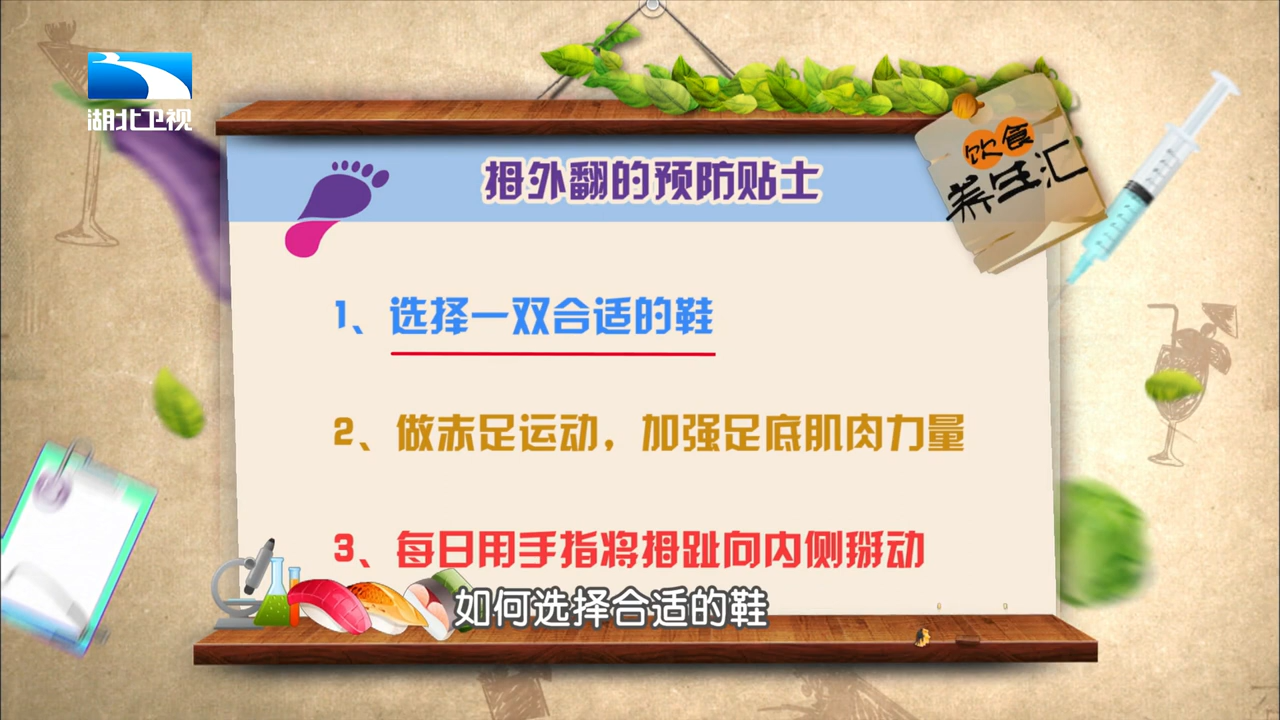 湖北卫视
拇外翻的预防贴士
饮食
养生汇
1、选择一双合适的鞋
2、做赤足运动，加强足底肌肉力量
3、每日用手指将拇趾向内侧掰动
如何选择合适的鞋